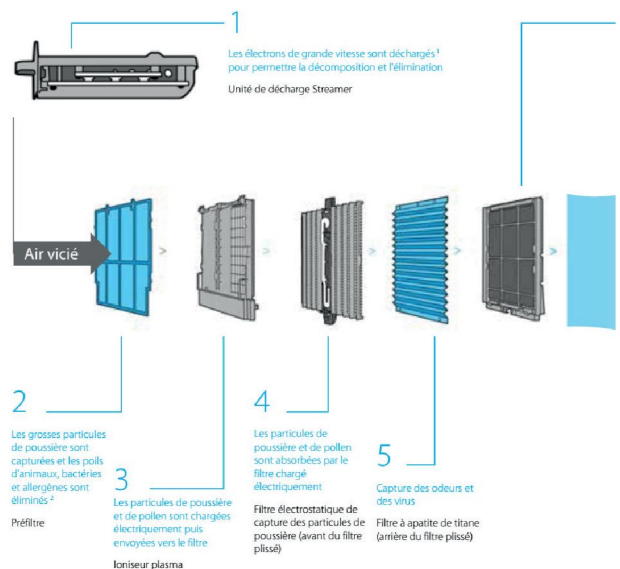 1
Les électrons de grande vitesse sont déchargés ¹
pour permettre la décomposition et l'élimination
Unité de décharge Streamer
Air vicié
>
>
>
>
>
2
Les grosses particules
de poussière sont
capturées et les poils
d'animaux, bactéries
et allergènes sont
éliminés ²
Préfiltre
3
Les particules de poussière
et de pollen sont chargées
électriquement puis
envoyées vers le filtre
Ioniseur plasma
4
Les particules de
poussière et de pollen
sont absorbées par le
filtre chargé
électriquement
Filtre électrostatique de
capture des particules de
poussière (avant du filtre
plissé)
5
Capture des odeurs et
des virus
Filtre à apatite de titane
(arrière du filtre plissé)